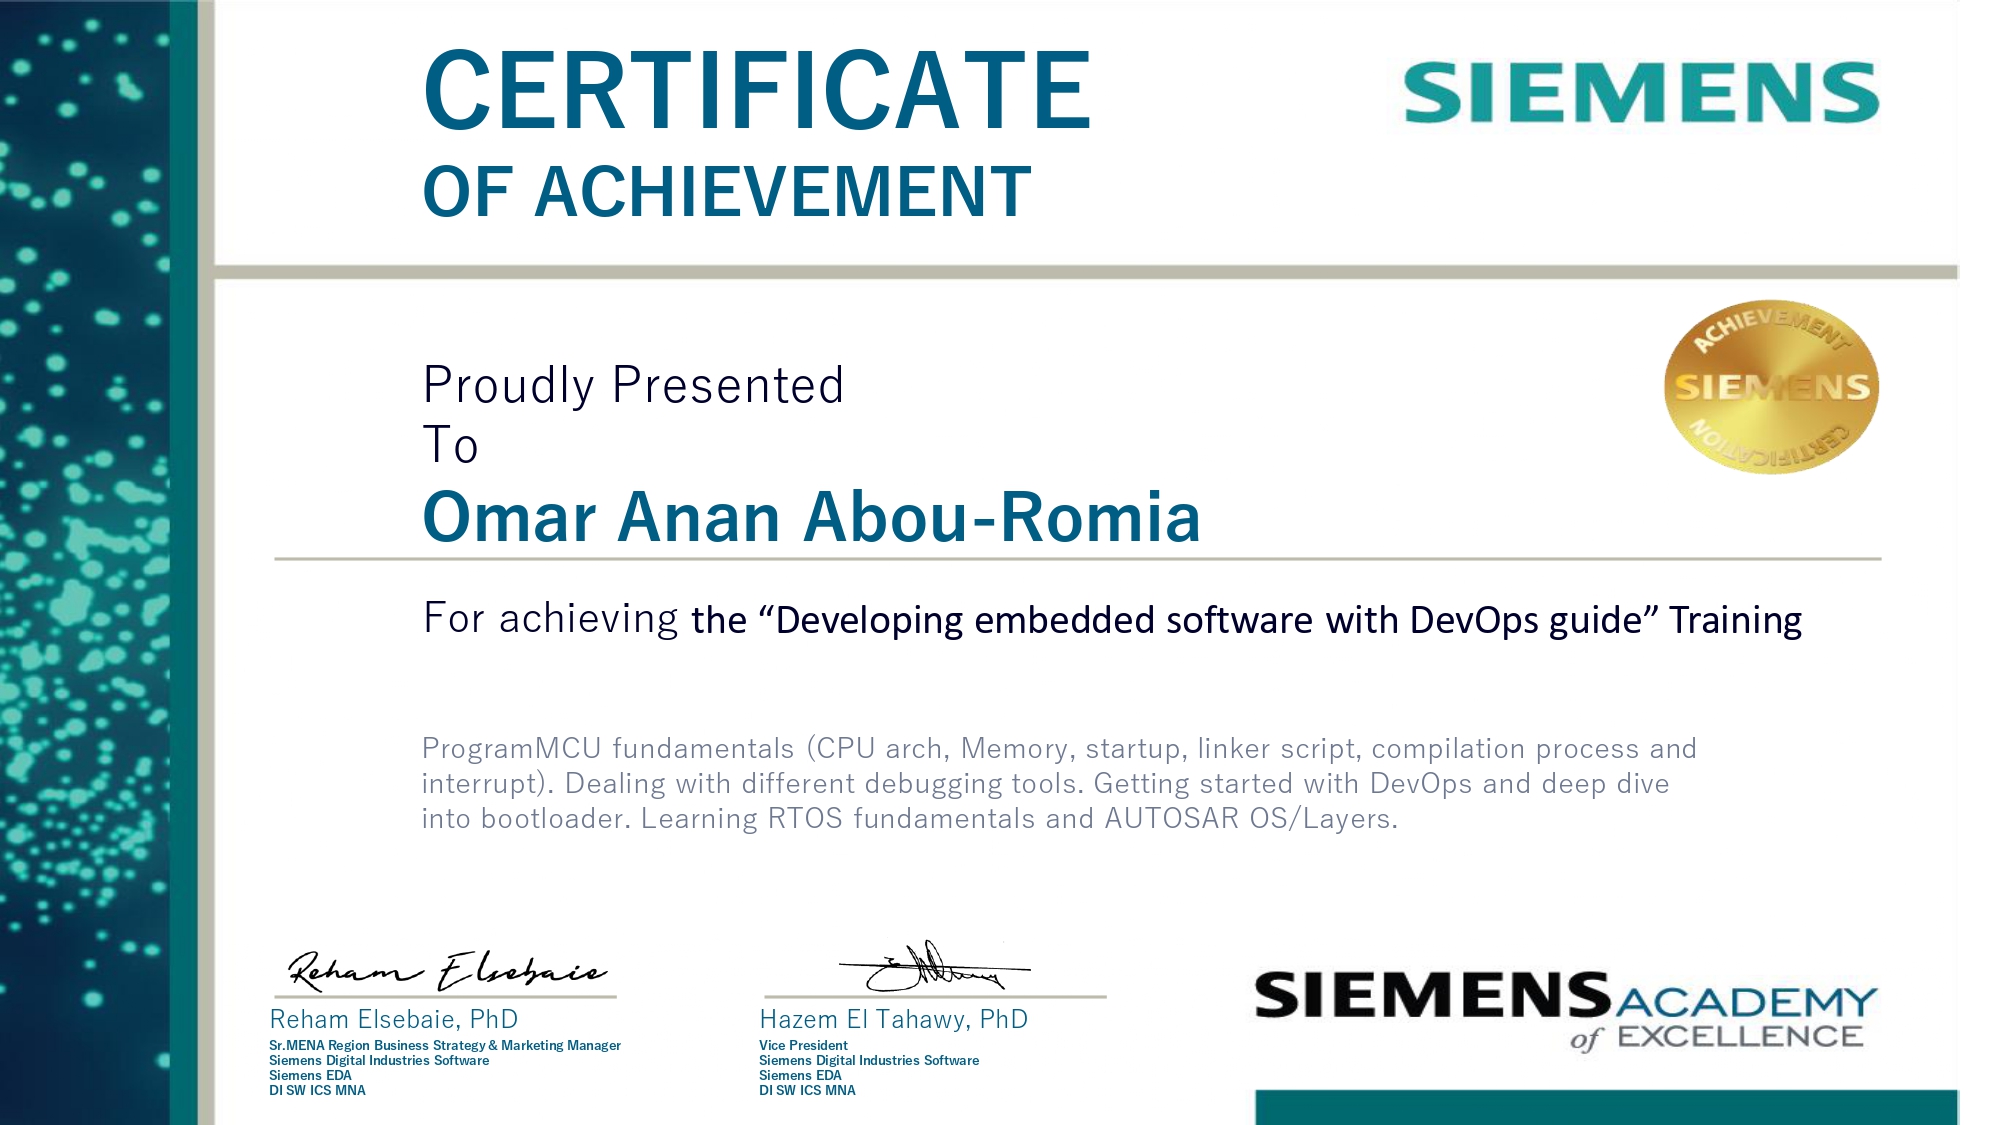 CERTIFICATE
OF ACHIEVEMENT
SIEMENS
ACHIEVEMENT
SIEMENS
CERTIFICATION
Proudly Presented
To
Omar Anan Abou-Romia
For achieving the “Developing embedded software with DevOps guide” Training
ProgramMCU fundamentals (CPU arch, Memory, startup, linker script, compilation process and
interrupt). Dealing with different debugging tools. Getting started with DevOps and deep dive
into bootloader. Learning RTOS fundamentals and AUTOSAR OS/Layers.
Reham Elsebaie
Reham Elsebaie, PhD
Sr.MENA Region Business Strategy & Marketing Manager
Siemens Digital Industries Software
Siemens EDA
DI SW ICS MNA
Hazem El Tahawy, PhD
Vice President
Siemens Digital Industries Software
Siemens EDA
DI SW ICS MNA
SIEMENS ACADEMY
of EXCELLENCE